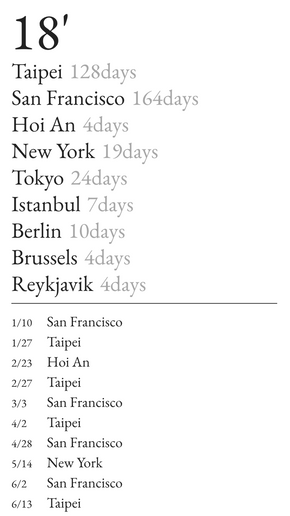 18′
Taipei 128days
San Francisco 164days
Hoi An 4days
New York 19days
Tokyo 24days
Istanbul 7days
Berlin 10days
Brussels 4days
Reykjavik 4days
1/10 San Francisco
1/27 Taipei
2/23 Hoi An
2/27 Taipei
3/3 San Francisco
4/2 Taipei
4/28 San Francisco
5/14 New York
6/2 San Francisco
6/13 Taipei